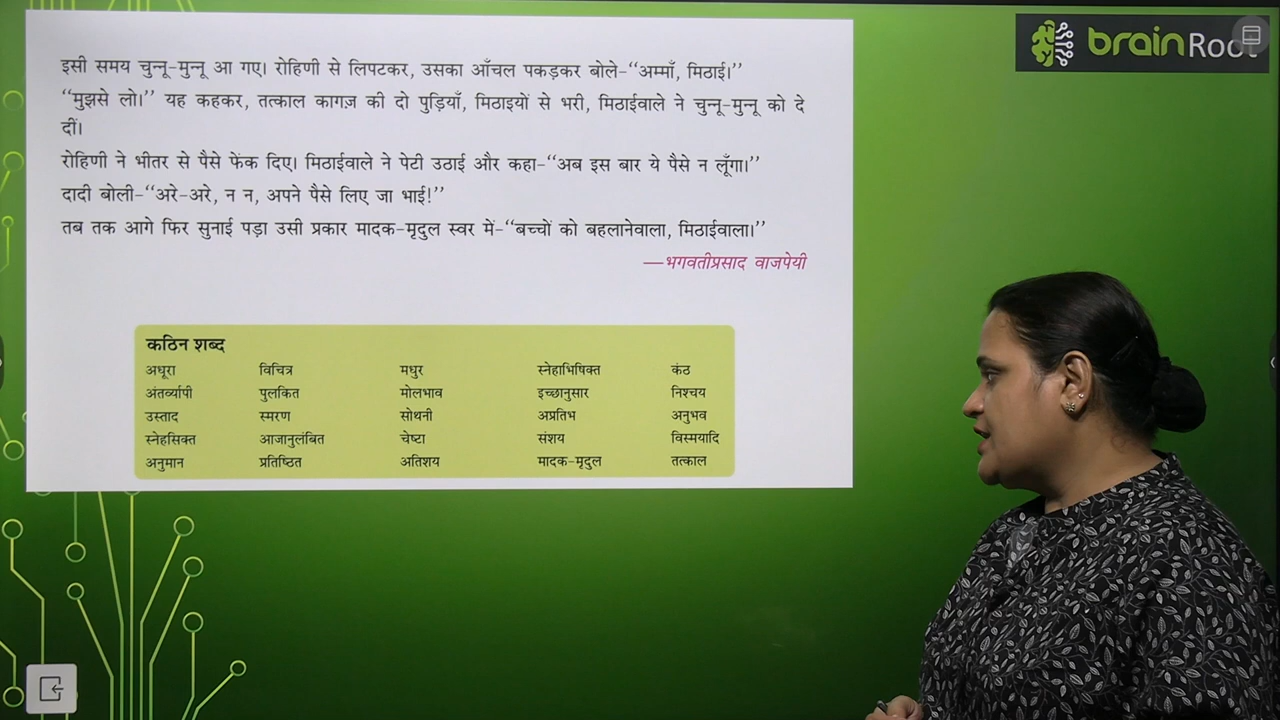 brainRoot
इसी समय चुन्नू-मुन्नू आ गए। रोहिणी से लिपटकर, उसका आँचल पकड़कर बोले-“अम्माँ, मिठाई।”
“मुझसे लो।” यह कहकर, तत्काल कागज़ की दो पुड़ियाँ, मिठाइयों से भरी, मिठाईवाले ने चुन्नू-मुन्नू को दे
दीं।
रोहिणी ने भीतर से पैसे फेंक दिए। मिठाईवाले ने पेटी उठाई और कहा-“अब इस बार ये पैसे न लूँगा।”
दादी बोली-“अरे-अरे, न न, अपने पैसे लिए जा भाई!”
तब तक आगे फिर सुनाई पड़ा उसी प्रकार मादक-मृदुल स्वर में-“बच्चों को बहलानेवाला, मिठाईवाला।”
—भगवतीप्रसाद वाजपेयी
कठिन शब्द
अधूरा विचित्र मधुर स्नेहाभिषिक्त कंठ
अंतर्व्यापी पुलकित मोलभाव इच्छानुसार निश्चय
उस्ताद स्मरण सोथनी अप्रतिभ अनुभव
स्नेहसिक्त आजानुलंबित चेष्टा संशय विस्मयादि
अनुमान प्रतिष्ठित अतिशय मादक-मृदुल तत्काल